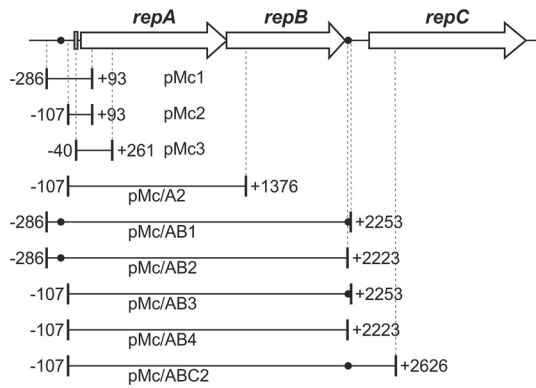 repA repB repC
-286 +93 pMc1
-107 +93 pMc2
-40 +261 pMc3
-107 +1376
pMc/A2
-286 +2253
pMc/AB1
-286 +2223
pMc/AB2
-107 +2253
pMc/AB3
-107 +2223
pMc/AB4
-107 +2626
pMc/ABC2